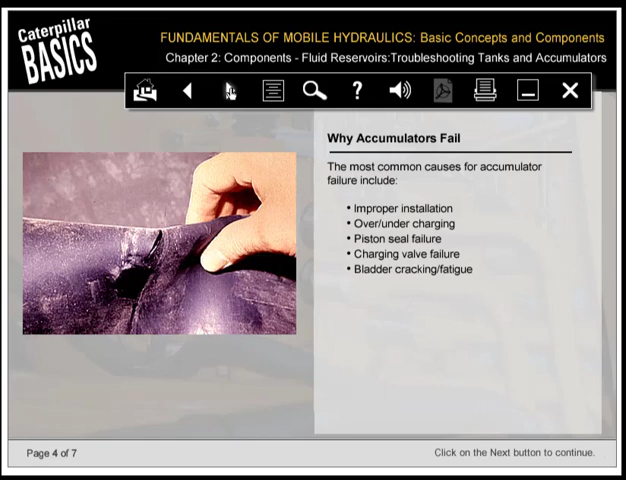 Caterpillar
BASICS
FUNDAMENTALS OF MOBILE HYDRAULICS: Basic Concepts and Components
Chapter 2: Components - Fluid Reservoirs:Troubleshooting Tanks and Accumulators
?
Why Accumulators Fail
The most common causes for accumulator
failure include:
• Improper installation
• Over/under charging
• Piston seal failure
• Charging valve failure
• Bladder cracking/fatigue
Page 4 of 7
Click on the Next button to continue.